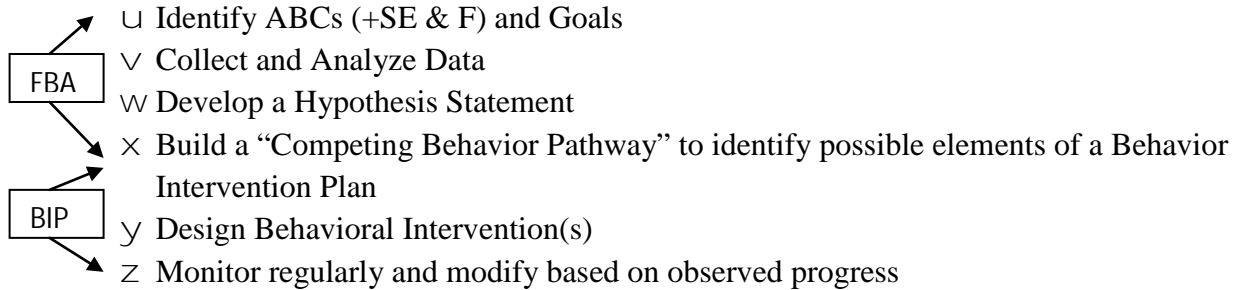 u Identify ABCs (+SE & F) and Goals
v Collect and Analyze Data
FBA
w Develop a Hypothesis Statement
x Build a “Competing Behavior Pathway” to identify possible elements of a Behavior
Intervention Plan
BIP
y Design Behavioral Intervention(s)
z Monitor regularly and modify based on observed progress